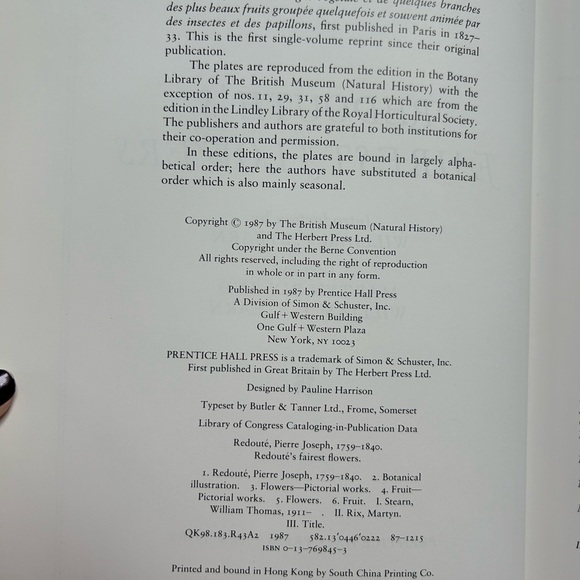 et de quelques branches
des plus beaux fruits groupée quelquefois et souvent animée par
des insectes et des papillons, first published in Paris in 1827–
33. This is the first single-volume reprint since their original
publication.
The plates are reproduced from the edition in the Botany
Library of The British Museum (Natural History) with the
exception of nos. 11, 29, 31, 58 and 116 which are from the
edition in the Lindley Library of the Royal Horticultural Society.
The publishers and authors are grateful to both institutions for
their co-operation and permission.
In these editions, the plates are bound in largely alpha-
betical order; here the authors have substituted a botanical
order which is also mainly seasonal.
Copyright © 1987 by The British Museum (Natural History)
and The Herbert Press Ltd.
Copyright under the Berne Convention
All rights reserved, including the right of reproduction
in whole or in part in any form.
Published in 1987 by Prentice Hall Press
A Division of Simon & Schuster, Inc.
Gulf+Western Building
One Gulf+Western Plaza
New York, NY 10023
PRENTICE HALL PRESS is a trademark of Simon & Schuster, Inc.
First published in Great Britain by The Herbert Press Ltd.
Designed by Pauline Harrison
Typeset by Butler & Tanner Ltd., Frome, Somerset
Library of Congress Cataloging-in-Publication Data
Redouté, Pierre Joseph, 1759–1840.
Redouté's fairest flowers.
1. Redouté, Pierre Joseph, 1759–1840. 2. Botanical
illustration. 3. Flowers—Pictorial works. 4. Fruit—
Pictorial works. 5. Flowers. 6. Fruit. I. Stearn,
William Thomas, 1911– . II. Rix, Martyn.
III. Title.
QK98.183.R43A2 1987 582.13'0446'0222 87–1215
ISBN 0–13–769845–3
Printed and bound in Hong Kong by South China Printing Co.